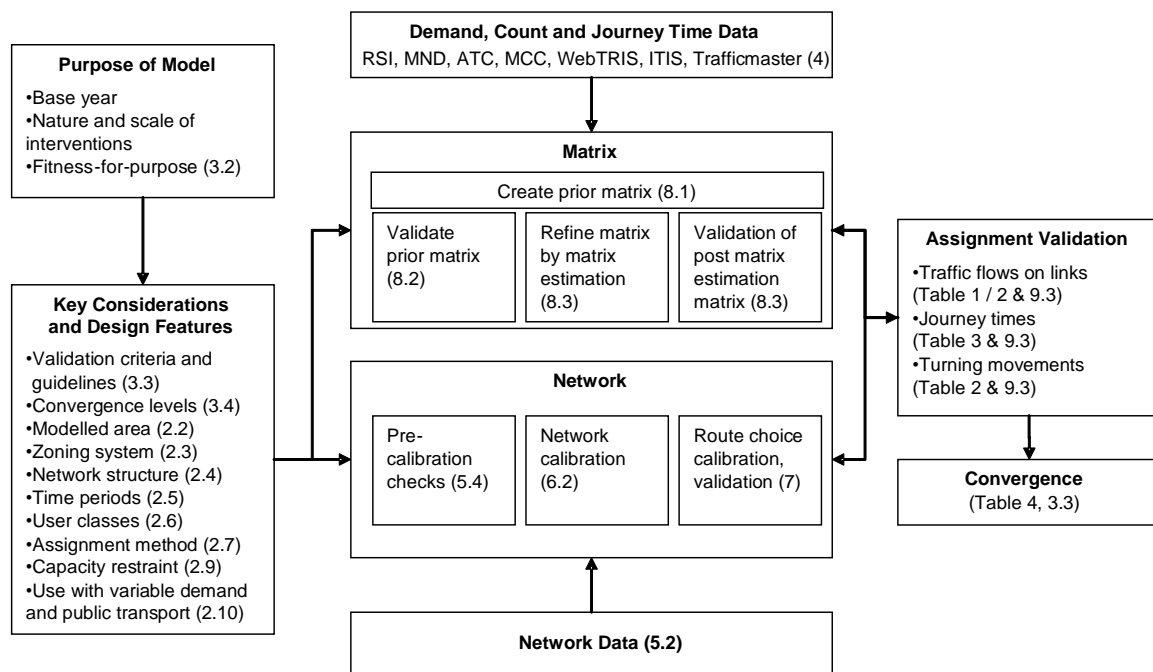 Purpose of Model
•Base year
•Nature and scale of
interventions
•Fitness-for-purpose (3.2)
Key Considerations
and Design Features
•Validation criteria and
guidelines (3.3)
•Convergence levels (3.4)
•Modelled area (2.2)
•Zoning system (2.3)
•Network structure (2.4)
•Time periods (2.5)
•User classes (2.6)
•Assignment method (2.7)
•Capacity restraint (2.9)
•Use with variable demand
and public transport (2.10)
Demand, Count and Journey Time Data
RSI, MND, ATC, MCC, WebTRIS, ITIS, Trafficmaster (4)
Matrix
Create prior matrix (8.1)
Validate
prior matrix
(8.2)
Refine matrix
by matrix
estimation
(8.3)
Validation of
post matrix
estimation
matrix (8.3)
Network
Pre-
calibration
checks (5.4)
Network
calibration
(6.2)
Route choice
calibration,
validation (7)
Network Data (5.2)
Assignment Validation
•Traffic flows on links
(Table 1 / 2 & 9.3)
•Journey times
(Table 3 & 9.3)
•Turning movements
(Table 2 & 9.3)
Convergence
(Table 4, 3.3)